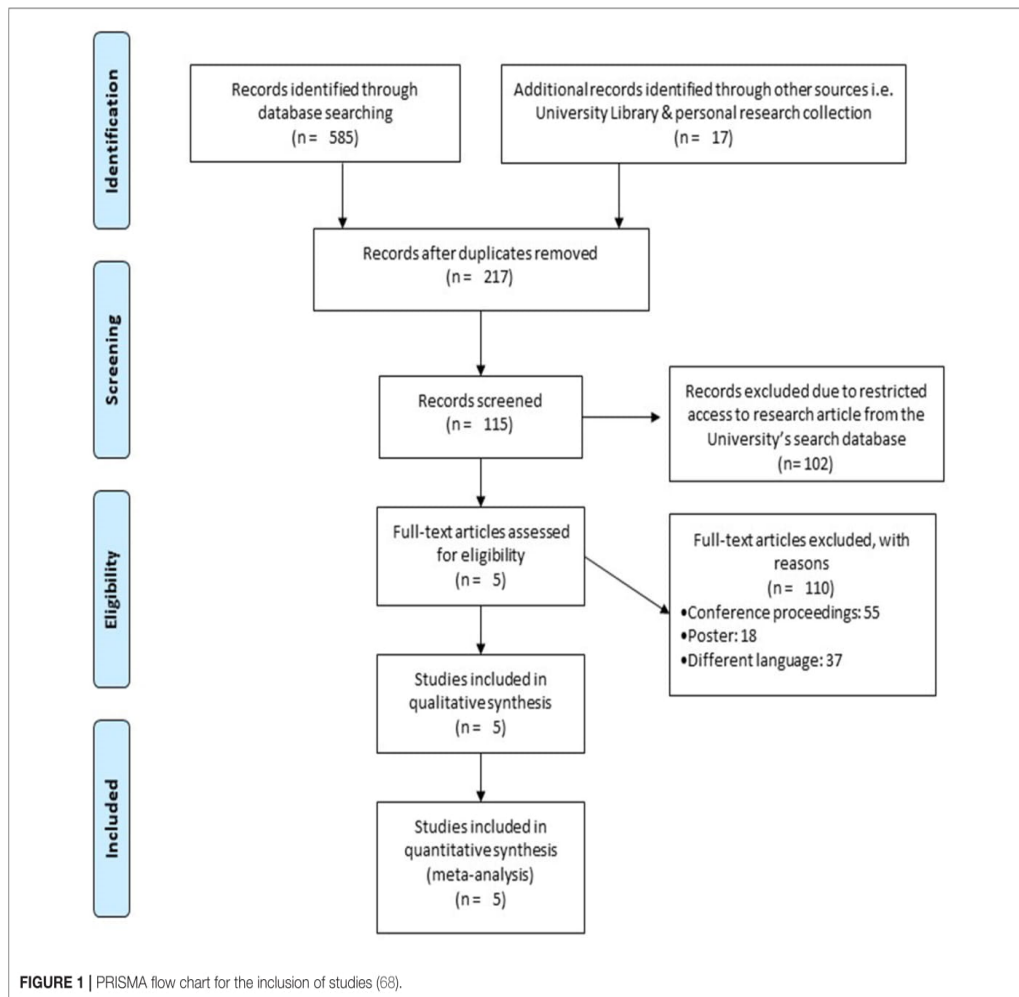 Identification
Records identified through
database searching
(n = 585)
Additional records identified through other sources i.e.
University Library & personal research collection
(n = 17)
Records after duplicates removed
(n = 217)
Screening
Records screened
(n = 115)
Records excluded due to restricted
access to research article from the
University's search database
(n=102)
Eligibility
Full-text articles assessed
for eligibility
(n = 5)
Full-text articles excluded, with
reasons
(n = 110)
•Conference proceedings: 55
•Poster: 18
•Different language: 37
Studies included in
qualitative synthesis
(n = 5)
Included
Studies included in
quantitative synthesis
(meta-analysis)
(n = 5)
FIGURE 1 | PRISMA flow chart for the inclusion of studies (68).